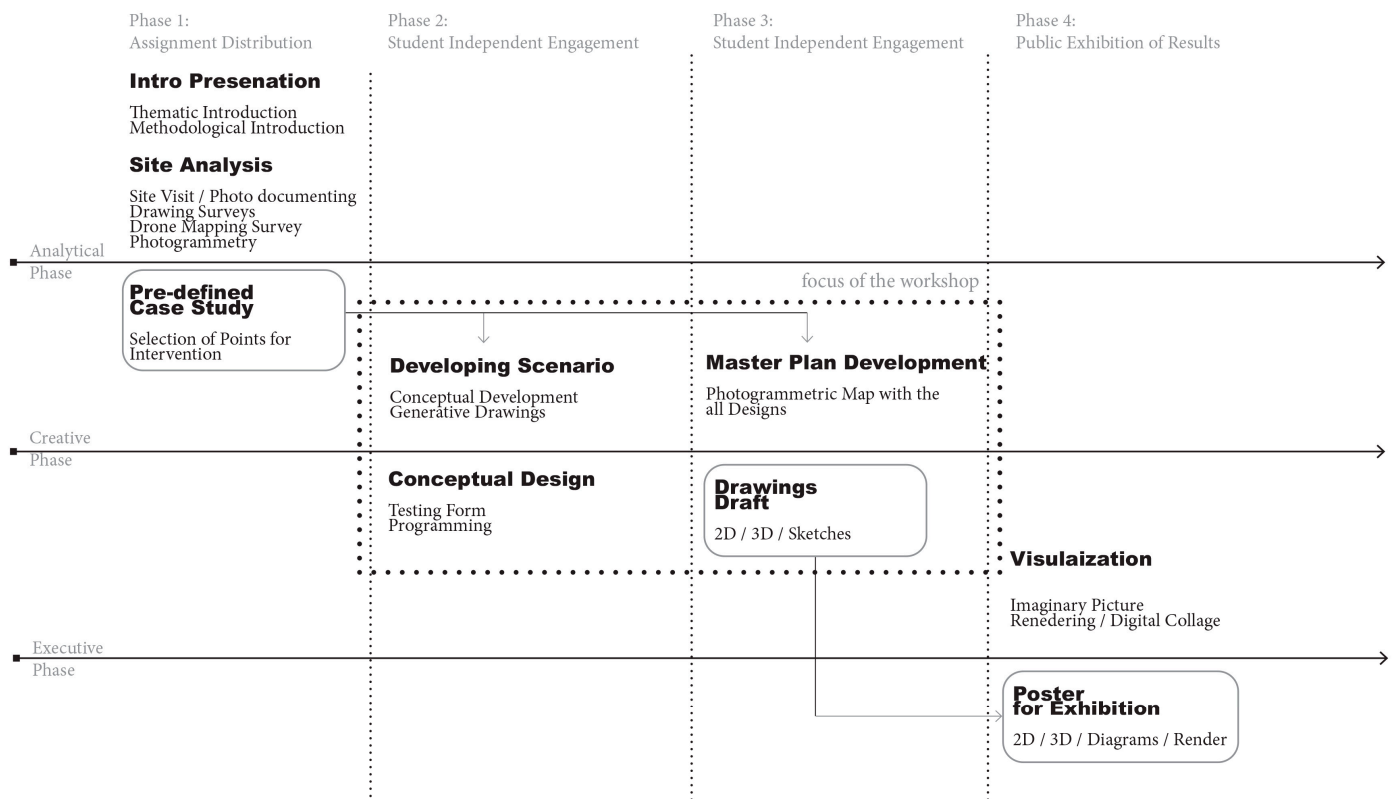 Phase 1:
Assignment Distribution
Phase 2:
Student Independent Engagement
Phase 3:
Student Independent Engagement
Phase 4:
Public Exhibition of Results
Intro Presenation
Thematic Introduction
Methodological Introduction
Site Analysis
Site Visit / Photo documenting
Drawing Surveys
Drone Mapping Survey
Photogrammetry
Analytical
Phase
Pre-defined
Case Study
Selection of Points for
Intervention
focus of the workshop
Developing Scenario
Conceptual Development
Generative Drawings
Master Plan Development
Photogrammetric Map with the
all Designs
Creative
Phase
Conceptual Design
Testing Form
Programming
Drawings
Draft
2D / 3D / Sketches
Visulaization
Imaginary Picture
Renedering / Digital Collage
Executive
Phase
Poster
for Exhibition
2D / 3D / Diagrams / Render